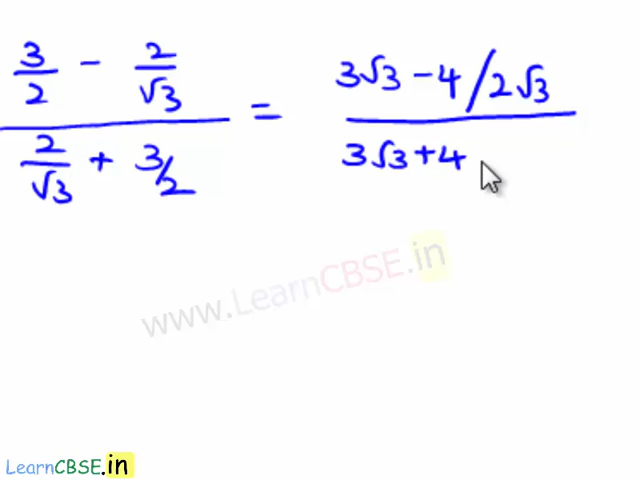 3/2 - 2/√3 = 3√3 - 4/2√3
2/√3 + 3/2 3√3 + 4
www.LearnCBSE.in
LearnCBSE.in